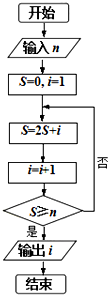 开始
输入 n
S=0, i=1
S=2S+i
i=i+1
S≥n
否
是
输出 i
结束